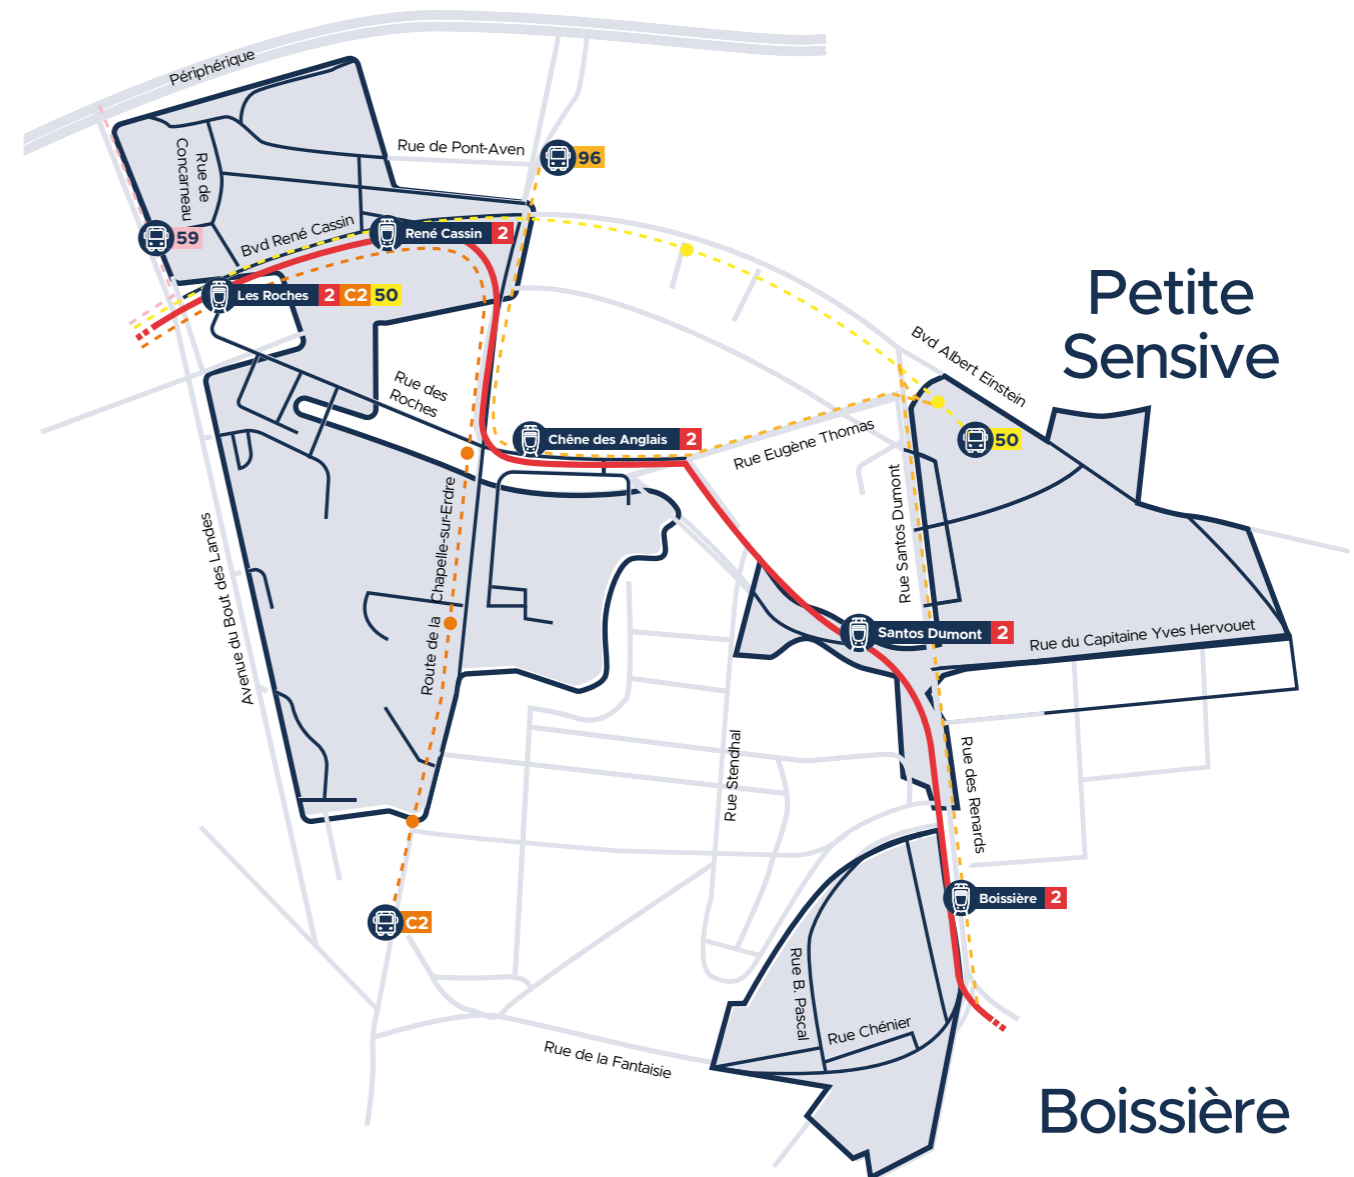 Périphérique
Rue de Pont-Aven
96
Rue de
Concarneau
59
Bvd René Cassin
René Cassin 2
Les Roches 2 C2 50
Petite
Sensive
Bvd Albert Einstein
Rue des
Roches
Chêne des Anglais 2
Rue Eugène Thomas
50
Rue Santos Dumont
Avenue du Bout des Landes
Route de la Chapelle-sur-Erdre
Santos Dumont 2
Rue du Capitaine Yves Hervouet
Rue Stendhal
Rue des Renards
Boissière 2
C2
Rue B. Pascal
Rue Chénier
Rue de la Fantaisie
Boissière